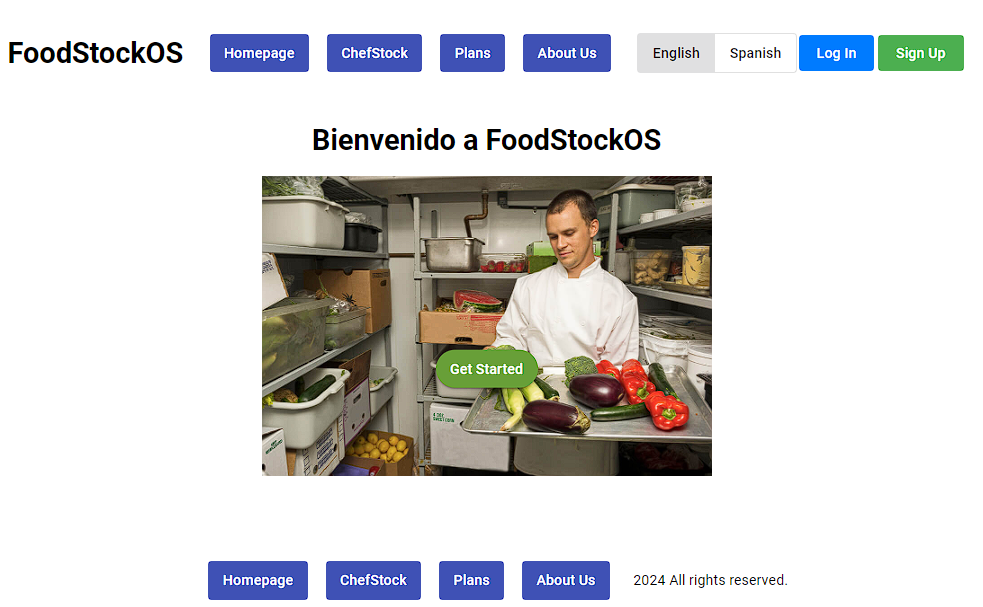 FoodStockOS Homepage ChefStock Plans About Us English Spanish Log In Sign Up
Bienvenido a FoodStockOS
Get Started
Homepage ChefStock Plans About Us 2024 All rights reserved.